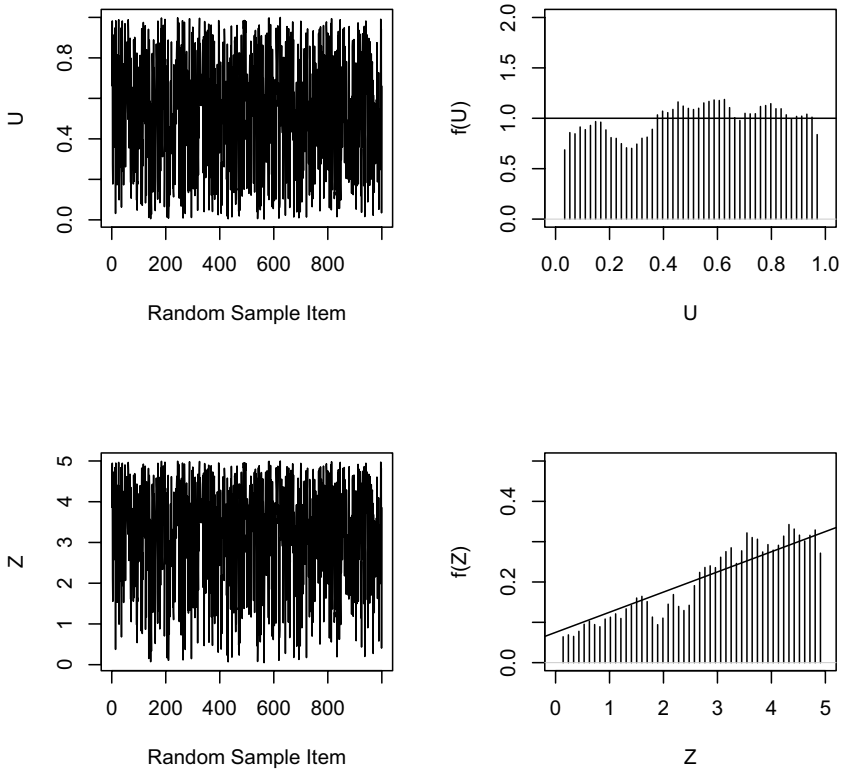 U
0.0 0.4 0.8
0 200 400 600 800
Random Sample Item
f(U)
0.0 0.5 1.0 1.5 2.0
0.0 0.2 0.4 0.6 0.8 1.0
U
Z
0 1 2 3 4 5
0 200 400 600 800
Random Sample Item
f(Z)
0.0 0.2 0.4
0 1 2 3 4 5
Z